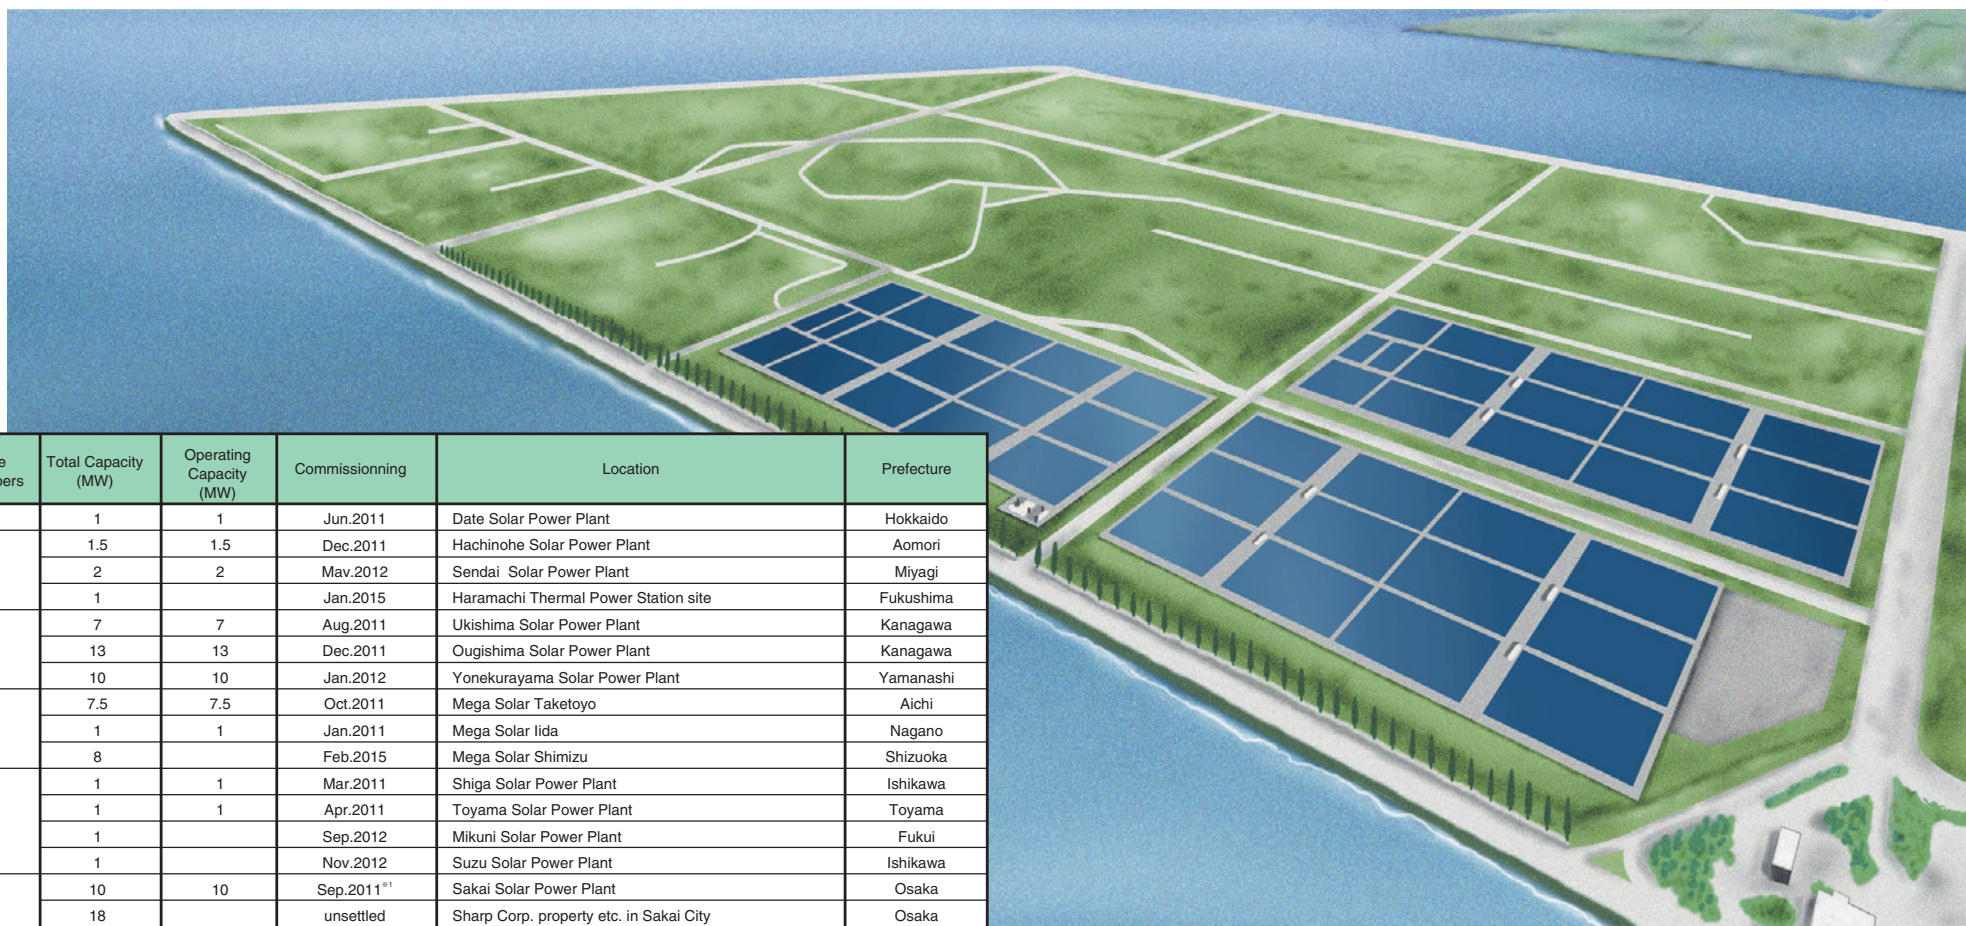 e
ers
Total Capacity
(MW)
Operating
Capacity
(MW)
Commissionning
Location
Prefecture
1 1 Jun.2011 Date Solar Power Plant Hokkaido
1.5 1.5 Dec.2011 Hachinohe Solar Power Plant Aomori
2 2 May.2012 Sendai Solar Power Plant Miyagi
1 Jan.2015 Haramachi Thermal Power Station site Fukushima
7 7 Aug.2011 Ukishima Solar Power Plant Kanagawa
13 13 Dec.2011 Ougishima Solar Power Plant Kanagawa
10 10 Jan.2012 Yonekurayama Solar Power Plant Yamanashi
7.5 7.5 Oct.2011 Mega Solar Taketoyo Aichi
1 1 Jan.2011 Mega Solar Iida Nagano
8 Feb.2015 Mega Solar Shimizu Shizuoka
1 1 Mar.2011 Shiga Solar Power Plant Ishikawa
1 1 Apr.2011 Toyama Solar Power Plant Toyama
1 Sep.2012 Mikuni Solar Power Plant Fukui
1 Nov.2012 Suzu Solar Power Plant Ishikawa
10 10 Sep.2011※1 Sakai Solar Power Plant Osaka
18 unsettled Sharp Corp. property etc. in Sakai City Osaka